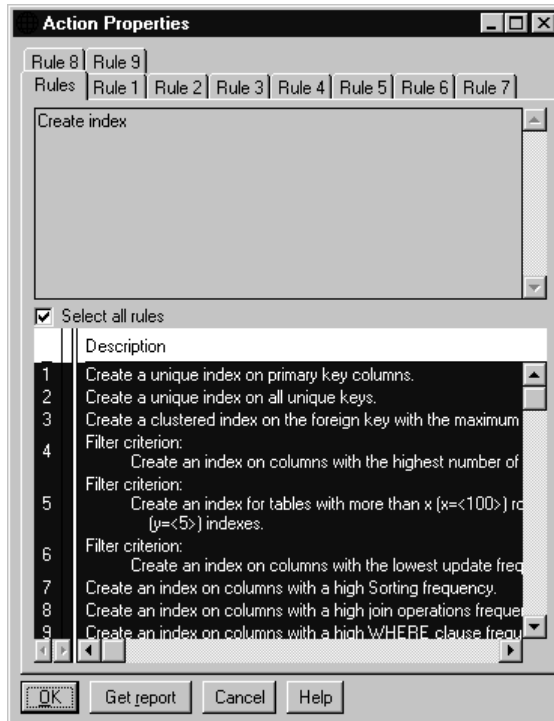 Action Properties
Rule 8 Rule 9
Rules Rule 1 Rule 2 Rule 3 Rule 4 Rule 5 Rule 6 Rule 7
Create index
Select all rules
Description
1 Create a unique index on primary key columns.
2 Create a unique index on all unique keys.
3 Create a clustered index on the foreign key with the maximum
4 Filter criterion:
Create an index on columns with the highest number of
5 Filter criterion:
Create an index for tables with more than x (x=<100>)
(y=<5>) indexes.
6 Filter criterion:
Create an index on columns with the lowest update
7 Create an index on columns with a high Sorting frequency.
8 Create an index on columns with a high join operations
9 Create an index on columns with a high WHERE clause
OK Get report Cancel Help